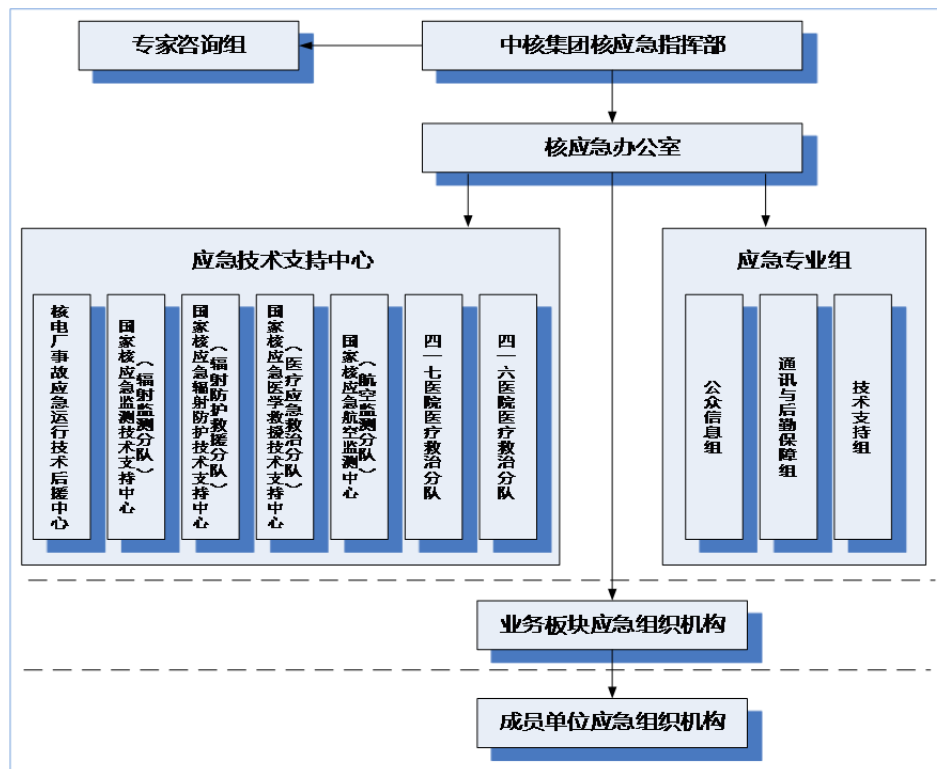 专家咨询组
中核集团核应急指挥部
核应急办公室
应急技术支持中心
核电厂事故应急运行技术后援中心
国家核应急监测技术支持中心
（辐射监测分队）
国家核应急辐射防护技术支持中心
（辐射防护救援分队）
国家核应急医学救援技术支持中心
（医疗应急救治分队）
国家核应急航空监测中心
（航空监测分队）
四一七医院医疗救治分队
四一六医院医疗救治分队
应急专业组
公众信息组
通讯与后勤保障组
技术支持组
业务板块应急组织机构
成员单位应急组织机构